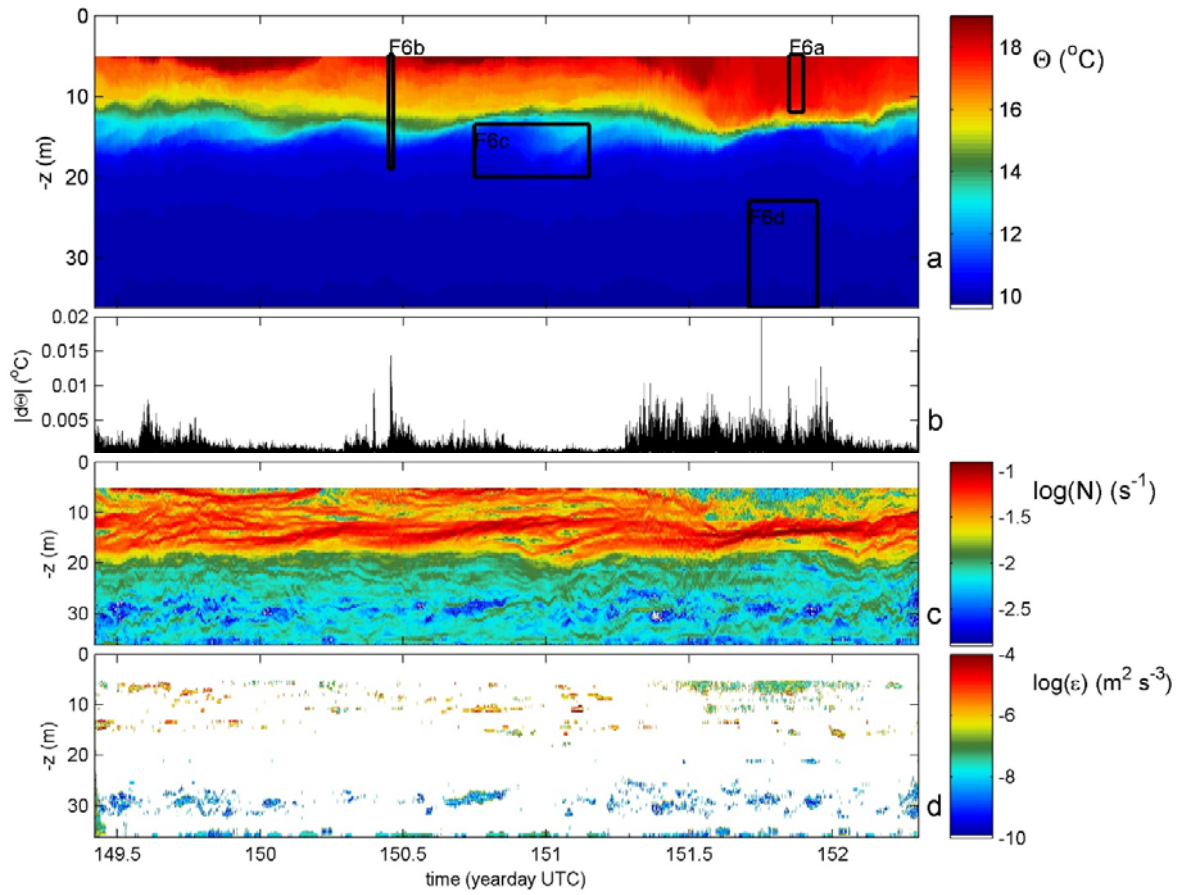 0
10
20
30
-z (m)
F6b
F6a
F6c
F6d
a
18
16
14
12
10
Θ (°C)
0.02
0.015
0.01
0.005
|dΘ| (°C)
b
0
10
20
30
-z (m)
c
-1
-1.5
-2
-2.5
log(N) (s⁻¹)
0
10
20
30
-z (m)
d
-4
-6
-8
-10
log(ε) (m² s⁻³)
149.5 150 150.5 151 151.5 152
time (yearday UTC)